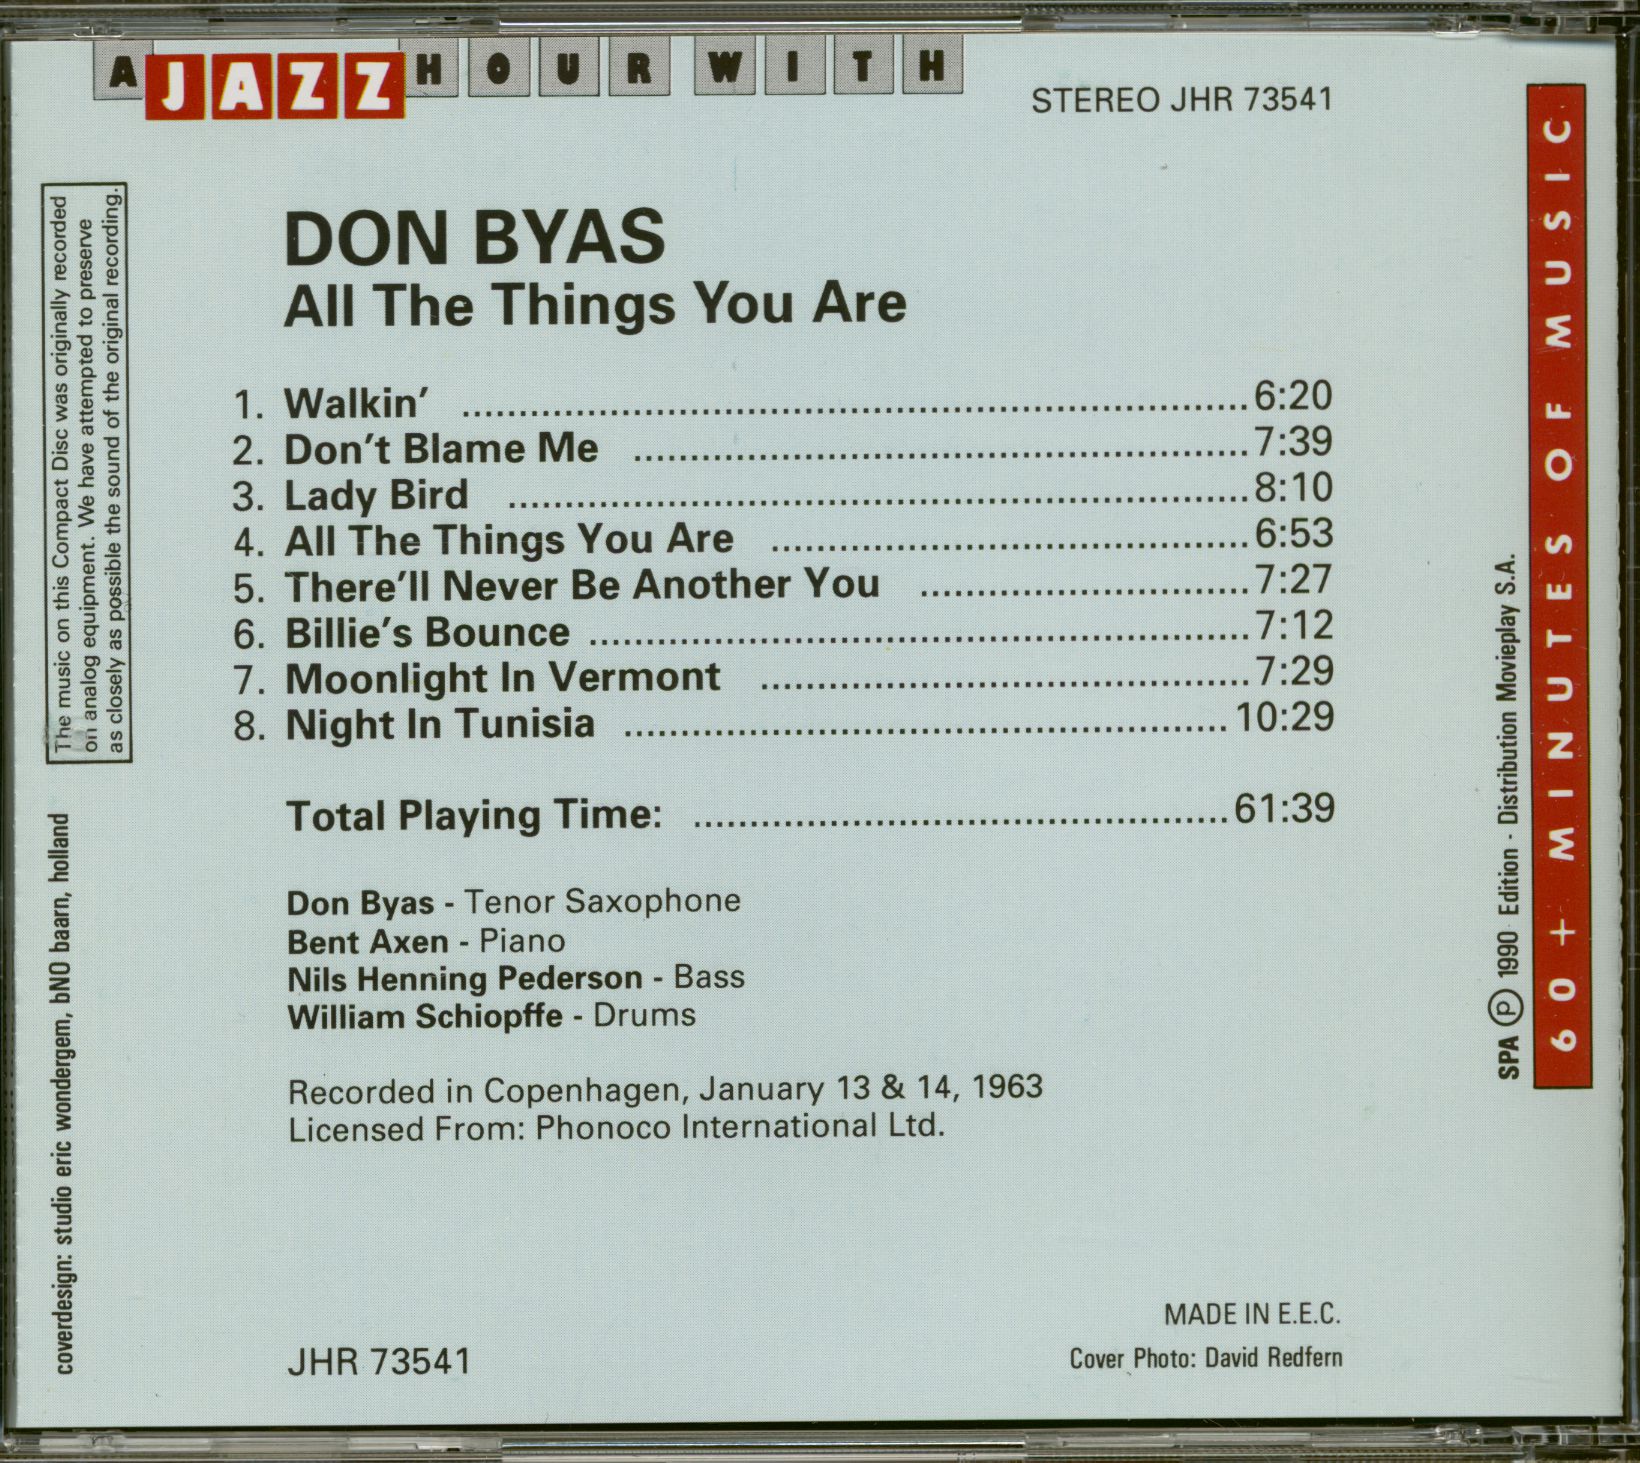 A JAZZ HOUR WITH
STEREO JHR 73541
DON BYAS
All The Things You Are
1. Walkin' ........ 6:20
2. Don't Blame Me ........ 7:39
3. Lady Bird ........ 8:10
4. All The Things You Are ........ 6:53
5. There'll Never Be Another You ........ 7:27
6. Billie's Bounce ........ 7:12
7. Moonlight In Vermont ........ 7:29
8. Night In Tunisia ........ 10:29
Total Playing Time: ........ 61:39
Don Byas - Tenor Saxophone
Bent Axen - Piano
Nils Henning Pederson - Bass
William Schiopffe - Drums
Recorded in Copenhagen, January 13 & 14, 1963
Licensed From: Phonoco International Ltd.
MADE IN E.E.C.
Cover Photo: David Redfern
JHR 73541
The music on this Compact Disc was originally recorded
on analog equipment. We have attempted to preserve
as closely as possible the sound of the original recording.
coverdesign: studio eric wondergem, bNO baarn, holland
SPA ℗ 1990 Edition - Distribution Movieplay S.A.
60+ MINUTES OF MUSIC